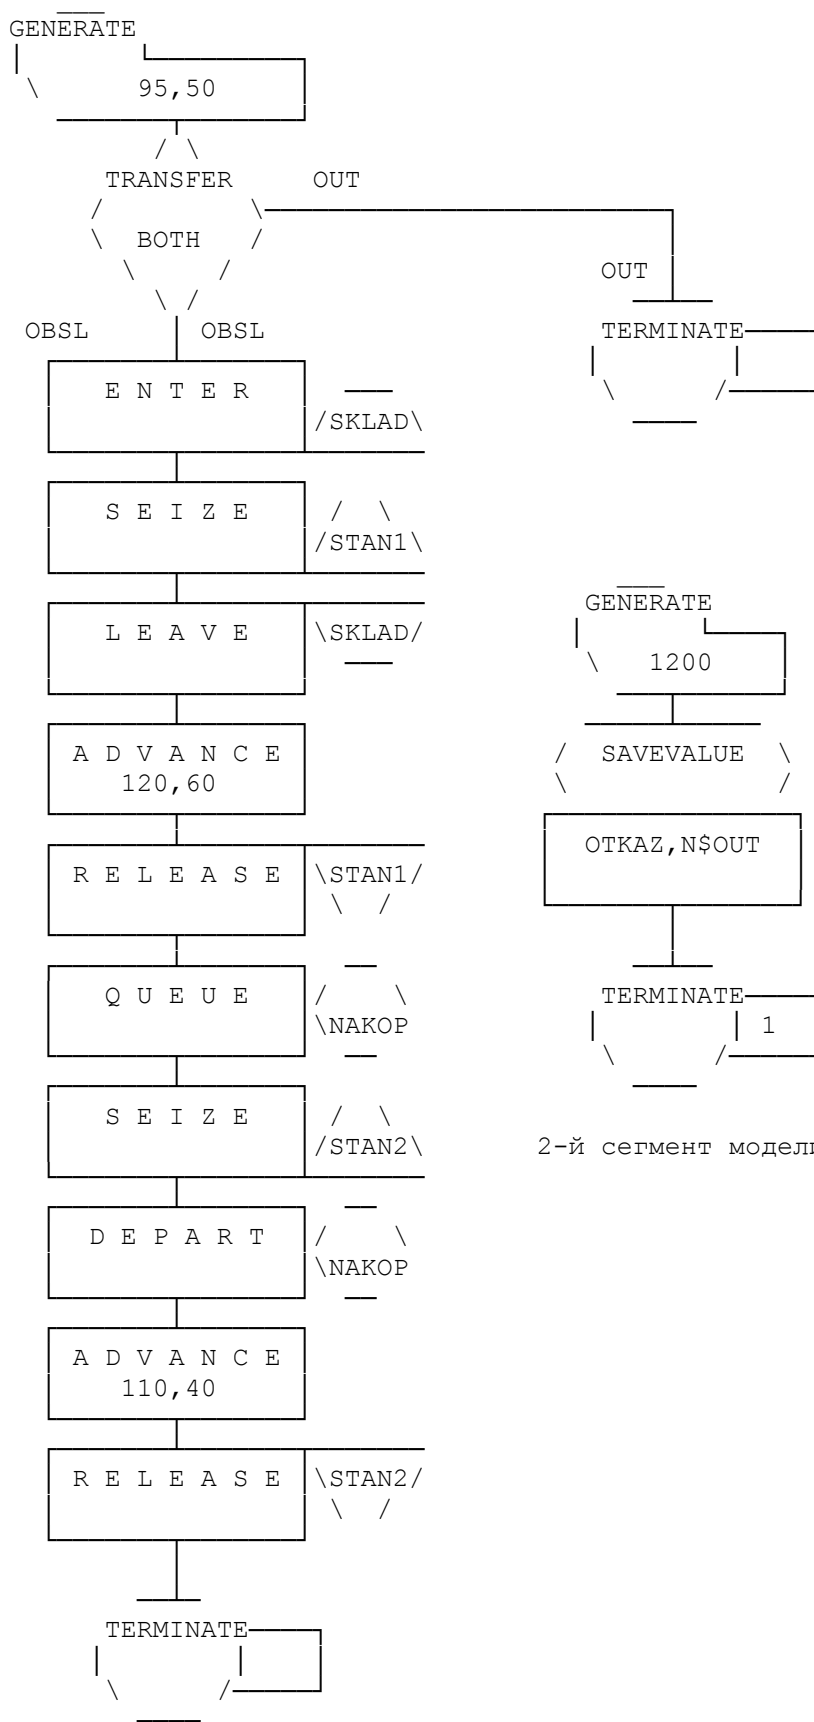 GENERATE
95,50
TRANSFER OUT
BOTH
OUT
OBSL OBSL
TERMINATE
E N T E R
/SKLAD\
S E I Z E
/STAN1\
GENERATE
L E A V E \SKLAD/
1200
A D V A N C E
SAVEVALUE
120,60
R E L E A S E \STAN1/
OTKAZ,N$OUT
Q U E U E
TERMINATE
\NAKOP
1
S E I Z E
/STAN2\
2-й сегмент модели
D E P A R T
\NAKOP
A D V A N C E
110,40
R E L E A S E \STAN2/
TERMINATE